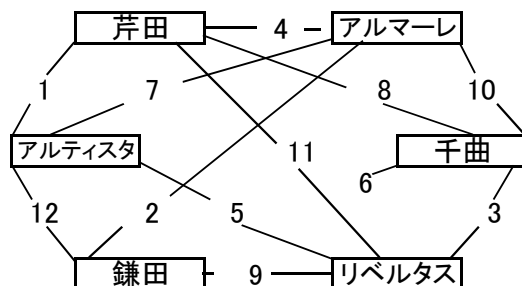 芹田 4 アルマーレ
1 7 8 10
アルティスタ 11 千曲
6
12 2 5 3
鎌田 9 リベルタス